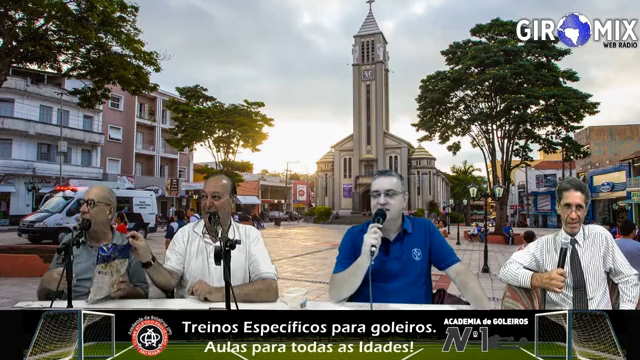 GIROMIX
WEB RADIO
Treinos Específicos para goleiros.
Aulas para todas as Idades!
ACADEMIA de GOLEIROS
Nº1